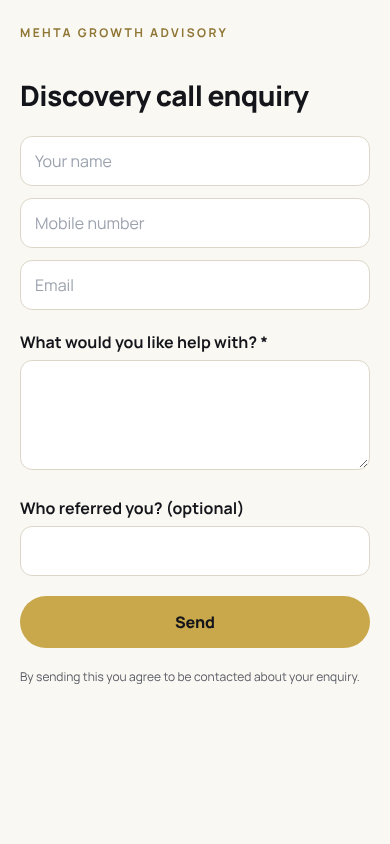 MEHTA GROWTH ADVISORY
Discovery call enquiry
Your name
Mobile number
Email
What would you like help with? *
Who referred you? (optional)
Send
By sending this you agree to be contacted about your enquiry.